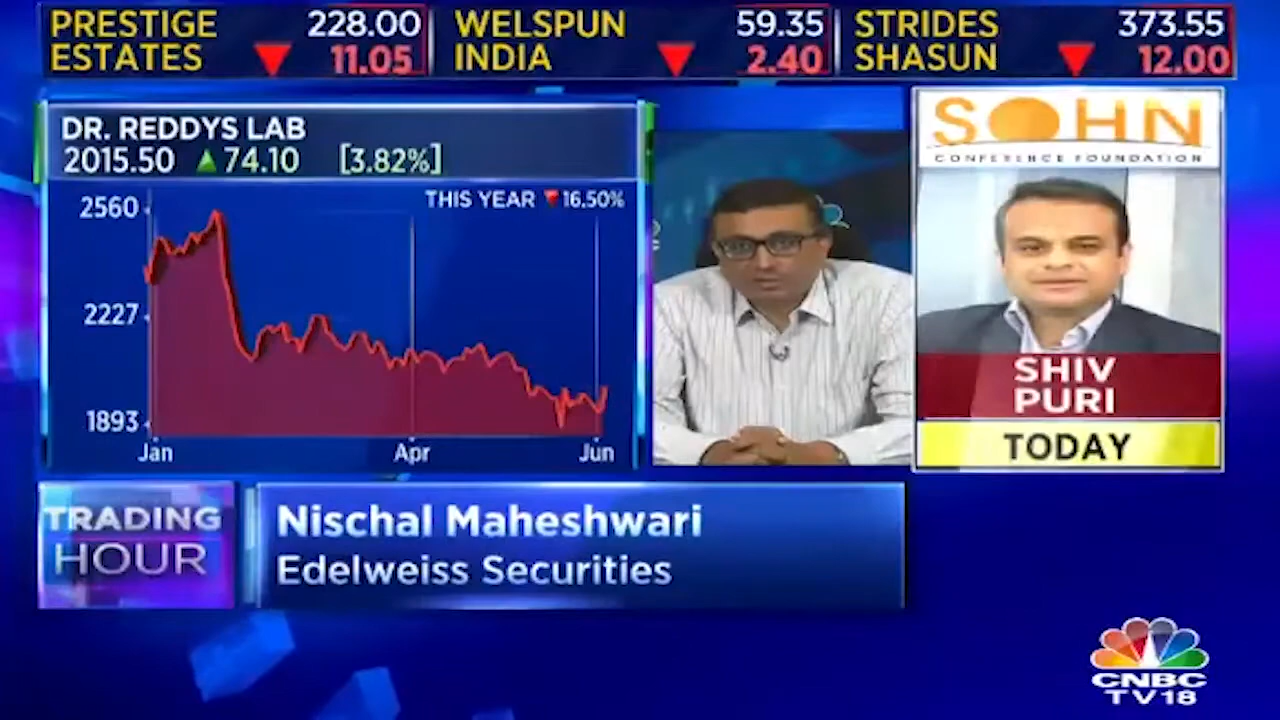 PRESTIGE 228.00 WELSPUN 59.35 STRIDES 373.55
ESTATES ▼ 11.05 INDIA ▼ 2.40 SHASUN ▼ 12.00
DR. REDDYS LAB
2015.50 ▲ 74.10 [3.82%]
THIS YEAR ▼ 16.50%
2560
2227
1893
Jan Apr Jun
SOHN
CONFERENCE FOUNDATION
SHIV
PURI
TODAY
TRADING
HOUR
Nischal Maheshwari
Edelweiss Securities
CNBC
TV18